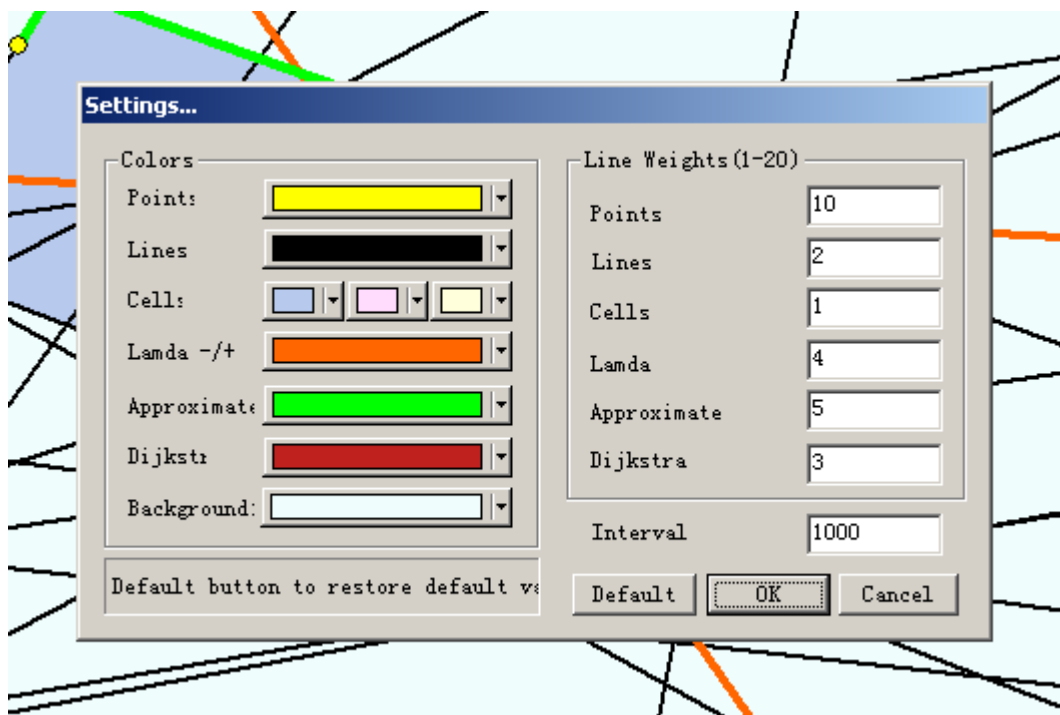 Settings...
Colors
Points
Lines
Cells
Lamda -/+
Approximate
Dijkstr
Background:
Default button to restore default va
Line Weights(1-20)
Points 10
Lines 2
Cells 1
Lamda 4
Approximate 5
Dijkstra 3
Interval 1000
Default OK Cancel